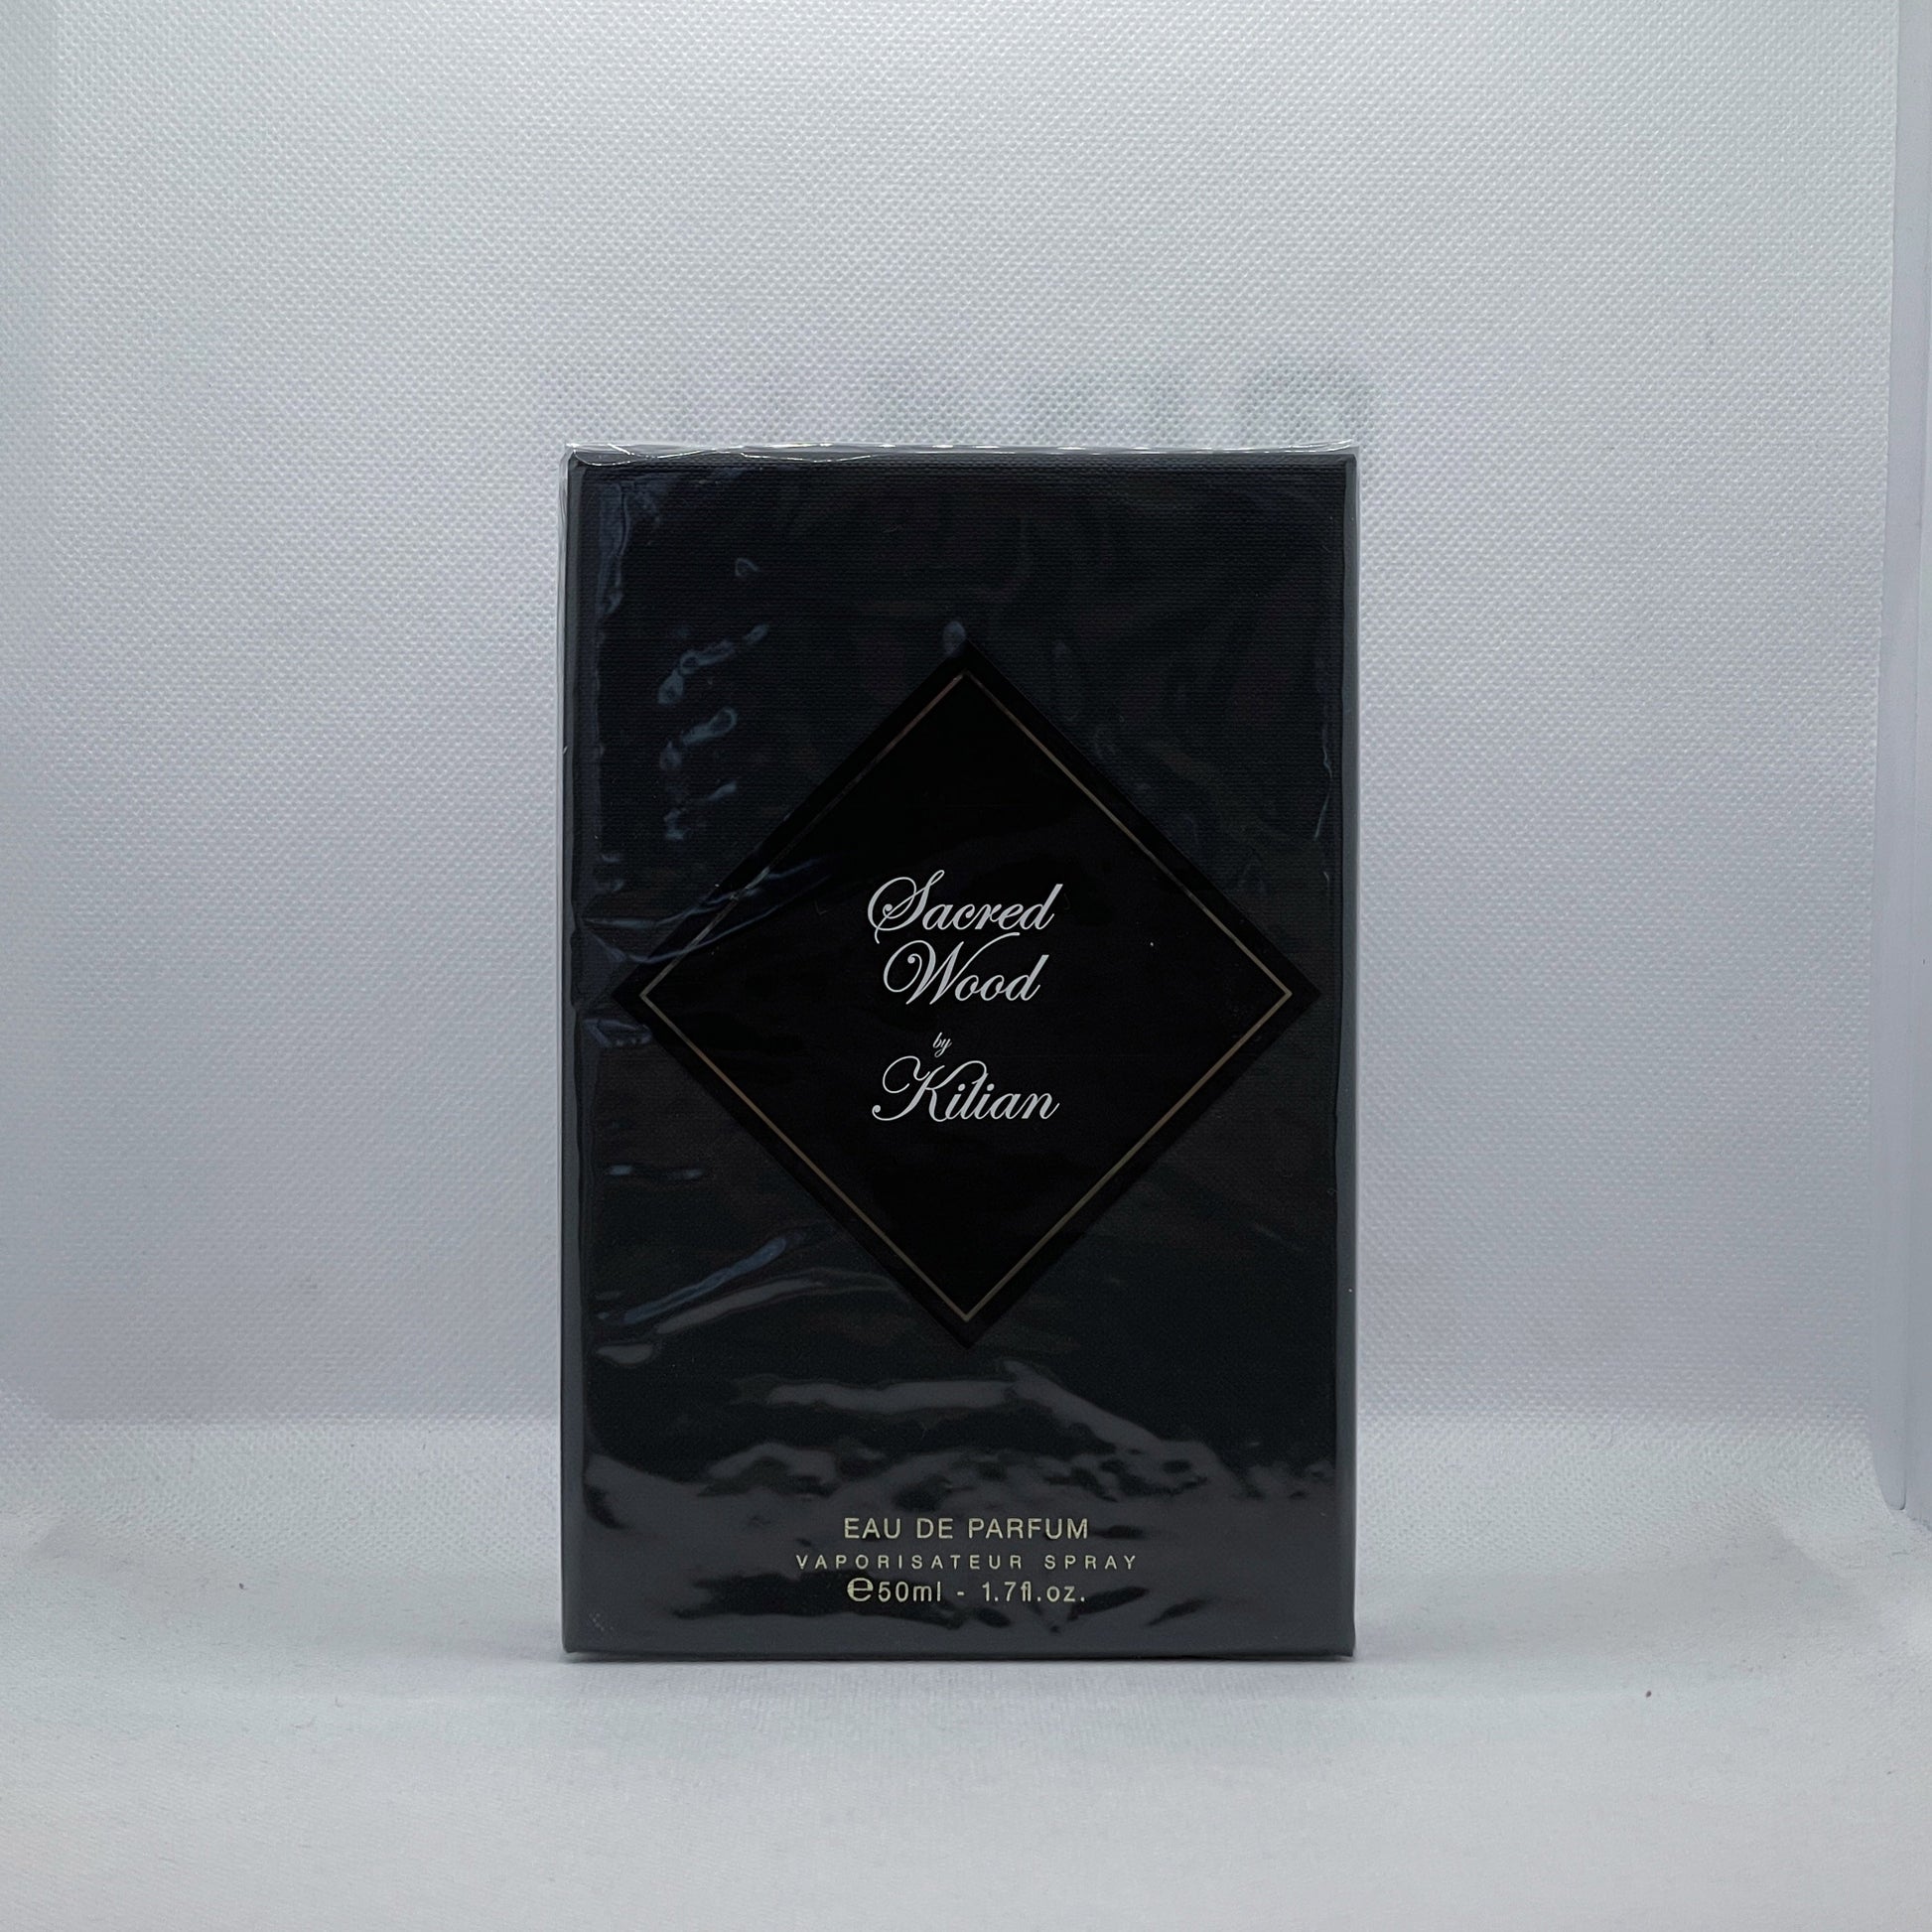 Sacred
Wood
by
Kilian
EAU DE PARFUM
VAPORISATEUR SPRAY
℮50ml - 1.7fl.oz.